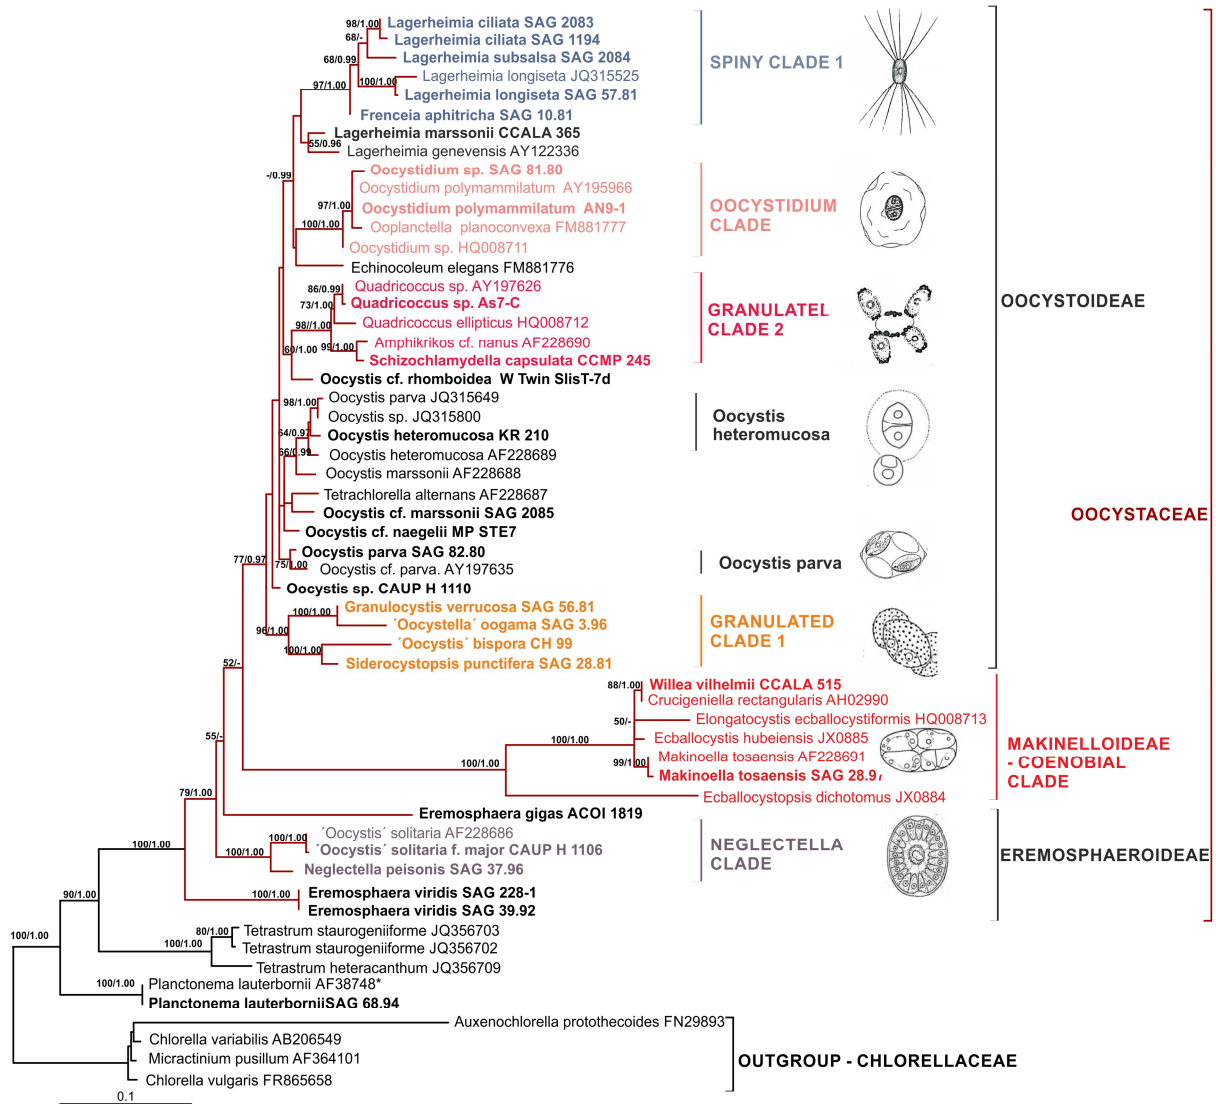 98/1.00
Lagerheimia ciliata SAG 2083
68/-
Lagerheimia ciliata SAG 1194
68/0.99
Lagerheimia subsalsa SAG 2084
SPINY CLADE 1
Lagerheimia longiseta JQ315525
100/1.00
97/1.00
Lagerheimia longiseta SAG 57.81
Frenceia aphitricha SAG 10.81
Lagerheimia marssonii CCALA 365
55/0.96
Lagerheimia genevensis AY122336
-/0.99
Oocystidium sp. SAG 81.80
Oocystidium polymammilatum AY195966
97/1.00
Oocystidium polymammilatum AN9-1
OOCYSTIDIUM
CLADE
100/1.00
Ooplanctella planoconvexa FM881777
Oocystidium sp. HQ008711
Echinocoleum elegans FM881776
86/0.99
Quadricoccus sp. AY197626
73/1.00
Quadricoccus sp. As7-C
OOCYSTOIDEAE
GRANULATEL
CLADE 2
98//1.00
Quadricoccus ellipticus HQ008712
60/1.00
99/1.00
Amphikrikos cf. nanus AF228690
Schizochlamydella capsulata CCMP 245
Oocystis cf. rhomboidea W Twin SlisT-7d
98/1.00
Oocystis parva JQ315649
Oocystis sp. JQ315800
Oocystis
heteromucosa
64/0.97
Oocystis heteromucosa KR 210
66/0.99
Oocystis heteromucosa AF228689
Oocystis marssonii AF228688
Tetrachlorella alternans AF228687
Oocystis cf. marssonii SAG 2085
OOCYSTACEAE
Oocystis cf. naegelii MP STE7
77/0.97
Oocystis parva SAG 82.80
75/1.00
Oocystis cf. parva. AY197635
Oocystis parva
Oocystis sp. CAUP H 1110
100/1.00
Granulocystis verrucosa SAG 56.81
96/1.00
´Oocystella´ oogama SAG 3.96
GRANULATED
CLADE 1
100/1.00
´Oocystis´ bispora CH 99
52/-
Siderocystopsis punctifera SAG 28.81
88/1.00
Willea vilhelmii CCALA 515
Crucigeniella rectangularis AH02990
50/-
Elongatocystis ecballocystiformis HQ008713
55/-
100/1.00
Ecballocystis hubeiensis JX0885
MAKINELLOIDEAE
- COENOBIAL
CLADE
100/1.00
99/1.00
Makinoella tosaensis AF228691
Makinoella tosaensis SAG 28.97
79/1.00
Ecballocystopsis dichotomus JX0884
Eremosphaera gigas ACOI 1819
100/1.00
´Oocystis´ solitaria AF228686
100/1.00
´Oocystis´ solitaria f. major CAUP H 1106
NEGLECTELLA
CLADE
EREMOSPHAEROIDEAE
100/1.00
Neglectella peisonis SAG 37.96
90/1.00
100/1.00
Eremosphaera viridis SAG 228-1
Eremosphaera viridis SAG 39.92
100/1.00
80/1.00
Tetrastrum staurogeniiforme JQ356703
100/1.00
Tetrastrum staurogeniiforme JQ356702
Tetrastrum heteracanthum JQ356709
100/1.00
Planctonema lauterbornii AF38748*
Planctonema lauterborniiSAG 68.94
Auxenochlorella protothecoides FN29893
Chlorella variabilis AB206549
Micractinium pusillum AF364101
OUTGROUP - CHLORELLACEAE
Chlorella vulgaris FR865658
0.1